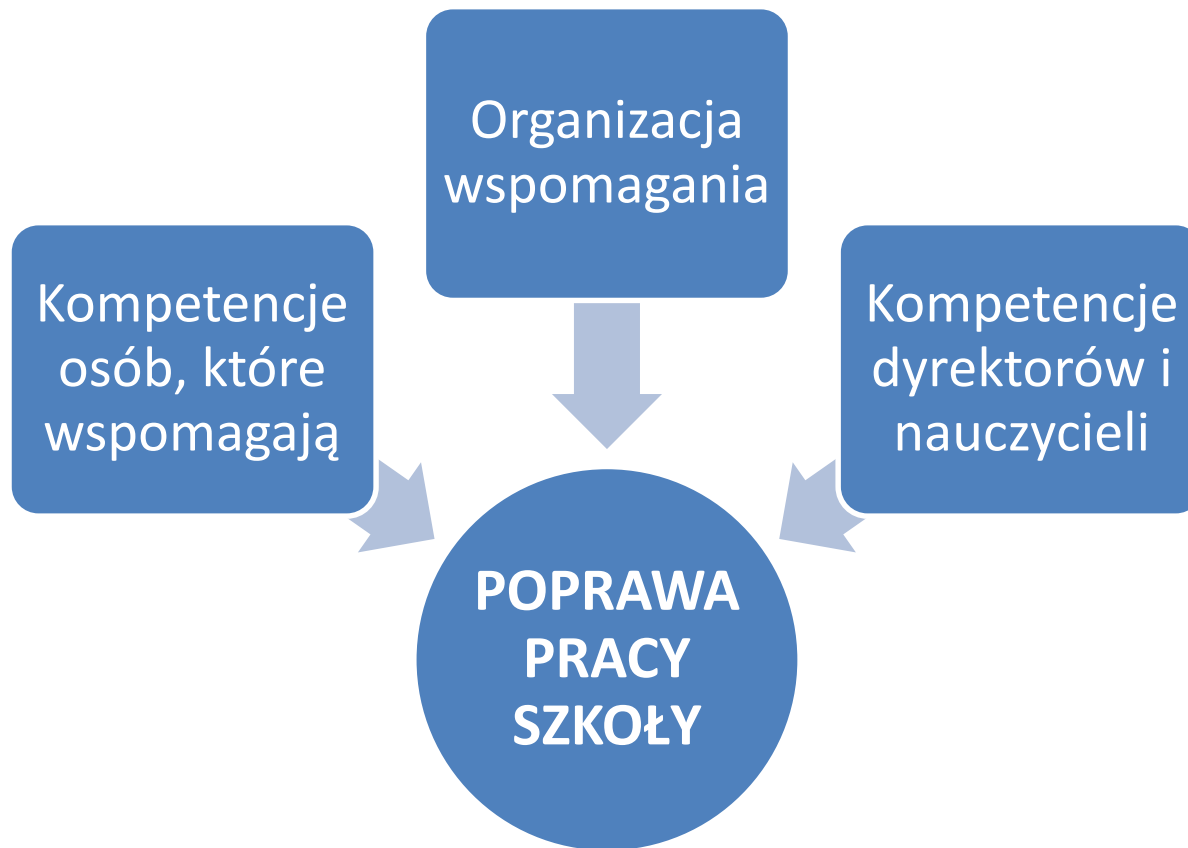 Organizacja
wspomagania
Kompetencje
osób, które
wspomagają
Kompetencje
dyrektorów i
nauczycieli
POPRAWA
PRACY
SZKOŁY